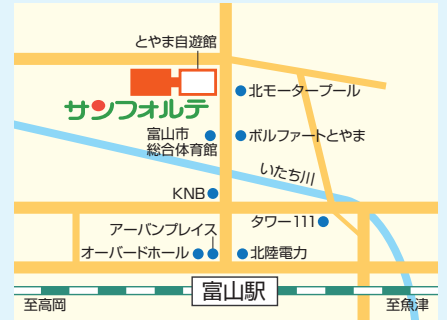 とやま自遊館
サンフォルテ
北モータープール
富山市
総合体育館
ボルファートとやま
いたち川
KNB
タワー111
アーバンプレイス
オーバードホール
北陸電力
富山駅
至高岡
至魚津